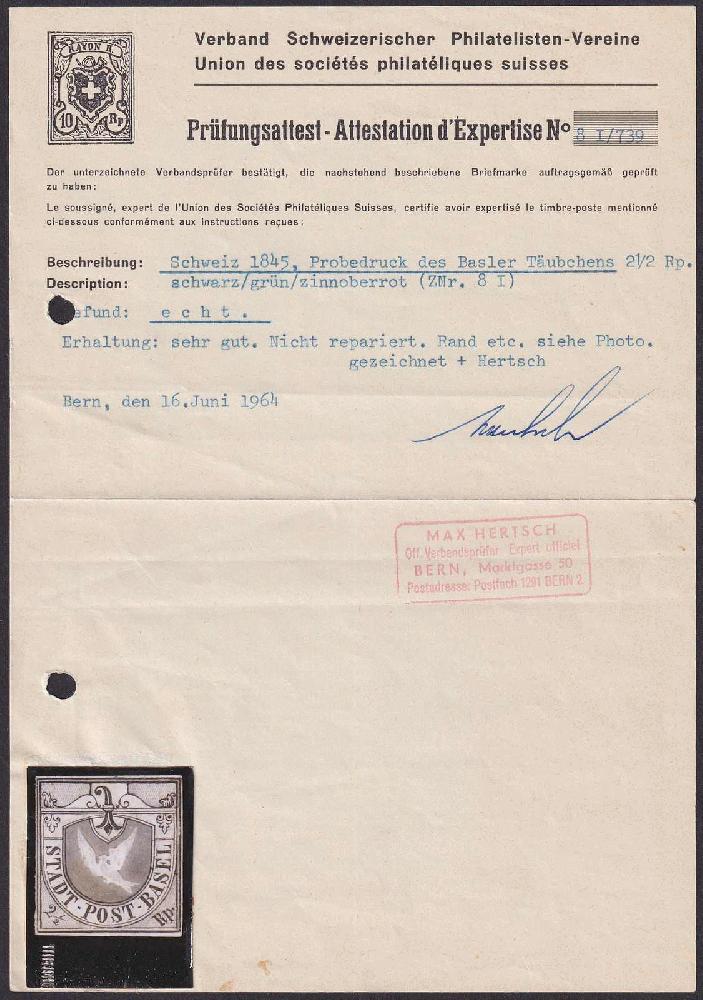 RAYON II
10 Rp
Verband Schweizerischer Philatelisten-Vereine
Union des sociétés philatéliques suisses
Prüfungsattest - Attestation d'Expertise No 8 I/739
Der unterzeichnete Verbandsprüfer bestätigt, die nachstehend beschriebene Briefmarke auftragsgemäß geprüft
zu haben:
Le soussigné, expert de l'Union des Sociétés Philatéliques Suisses, certifie avoir expertisé le timbre-poste mentionné
ci-dessous conformément aux instructions reçues:
Beschreibung: Schweiz 1845, Probedruck des Basler Täubchens 2 1/2 Rp.
Description: schwarz/grün/zinnoberrot (ZNr. 8 I)
efund: echt.
Erhaltung: sehr gut. Nicht repariert. Rand etc. siehe Photo.
gezeichnet + Hertsch
Bern, den 16.Juni 1964
MAX HERTSCH
Off. Verbandsprüfer Expert officiel
BERN, Marktgasse 50
Postadresse: Postfach 1291 BERN 2
STADT-POST-BASEL
2½ Rp.